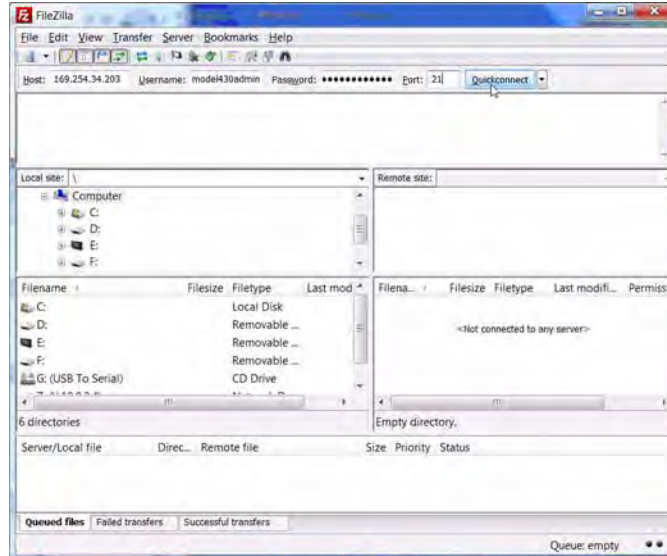 FileZilla
File Edit View Transfer Server Bookmarks Help
Host: 169.254.34.203 Username: model430admin Password: •••••••••••• Port: 21 Quickconnect
Local site: \
Remote site:
Computer
C:
D:
E:
F:
Filename Filesize Filetype Last mod
Filena... Filesize Filetype Last modifi... Permiss
C: Local Disk
D: Removable ...
<Not connected to any server>
E: Removable ...
F: Removable ...
G: (USB To Serial) CD Drive
6 directories
Empty directory.
Server/Local file Direc... Remote file Size Priority Status
Queued files Failed transfers Successful transfers
Queue: empty